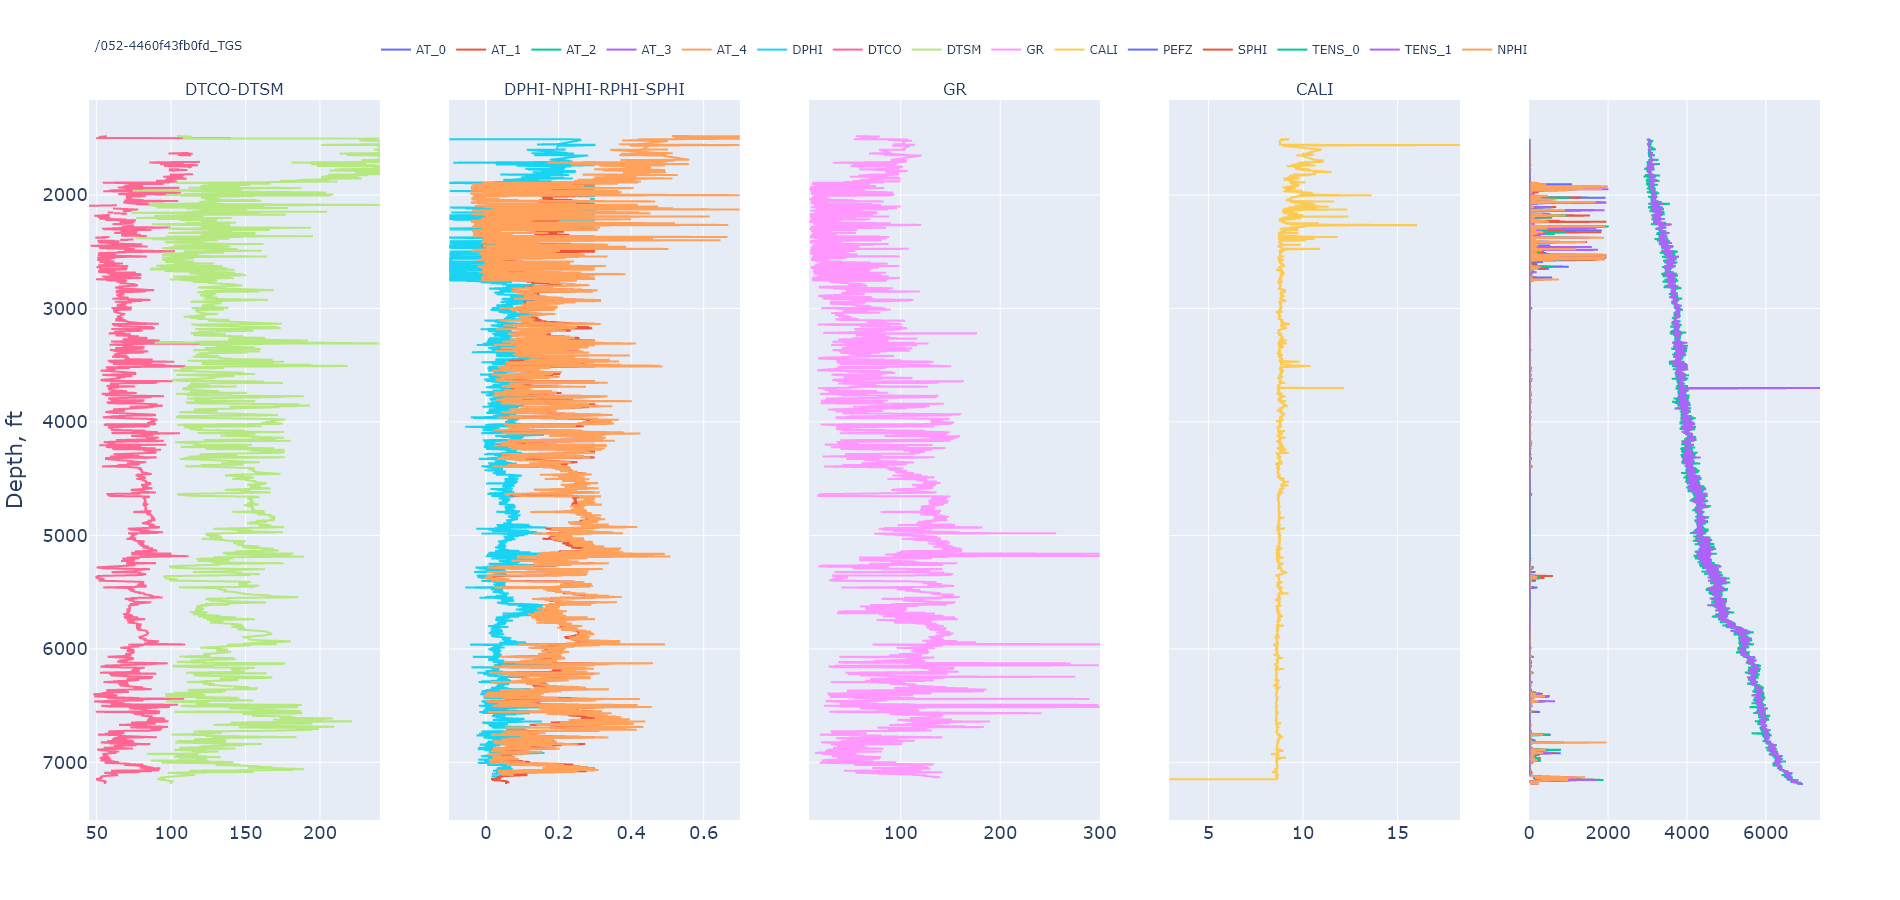 /052-4460f43fb0fd_TGS
AT_0 AT_1 AT_2 AT_3 AT_4 DPHI DTCO DTSM GR CALI PEFZ SPHI TENS_0 TENS_1 NPHI
DTCO-DTSM DPHI-NPHI-RPHI-SPHI GR CALI
Depth, ft
2000
3000
4000
5000
6000
7000
50 100 150 200 0 0.2 0.4 0.6 100 200 300 5 10 15 0 2000 4000 6000